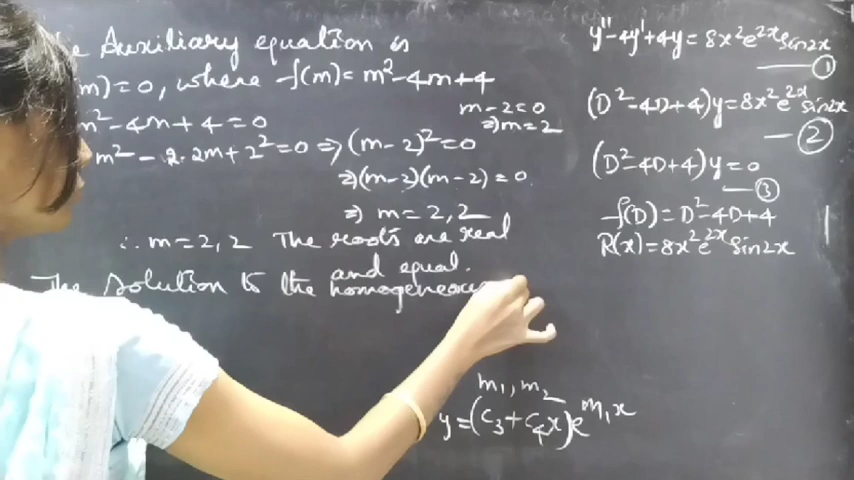 Auxiliary equation is
(m)=0, where f(m)=m²-4m+4
m²-4m+4=0
m²-2·2m+2²=0 ⇒(m-2)²=0
⇒(m-2)(m-2)=0
⇒ m=2,2
∴ m=2,2 The roots are real
and equal.
The solution to the homogeneous
m-2=0
⇒m=2
y''-4y'+4y=8x²e^{2x}sin2x
①
(D²-4D+4)y=8x²e^{2x}sin2x
②
(D²-4D+4)y=0
③
f(D)=D²-4D+4
R(x)=8x²e^{2x}sin2x
m₁, m₂
y=(c₃+c₄x)e^{m₁x}